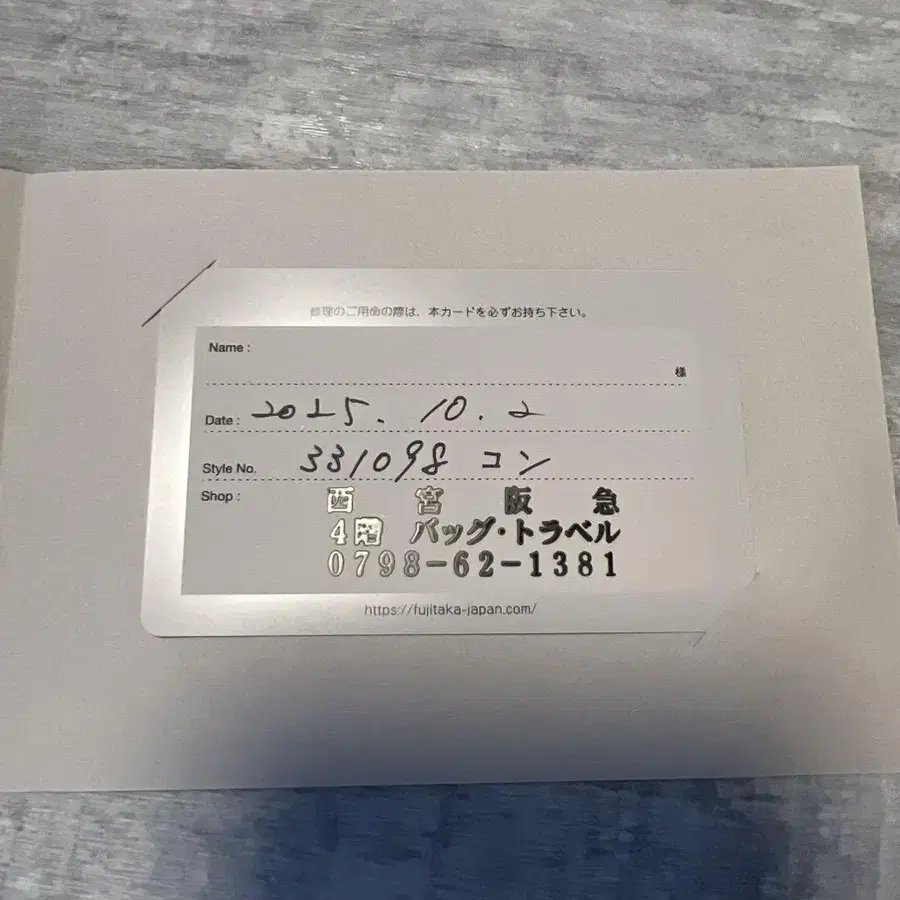 修理のご用命の際は、本カードを必ずお持ち下さい。
Name :
様
Date : 2025. 10. 2
Style No. 331098 コン
Shop : 西宮阪急
4階 バッグ・トラベル
0798-62-1381
https://fujitaka-japan.com/